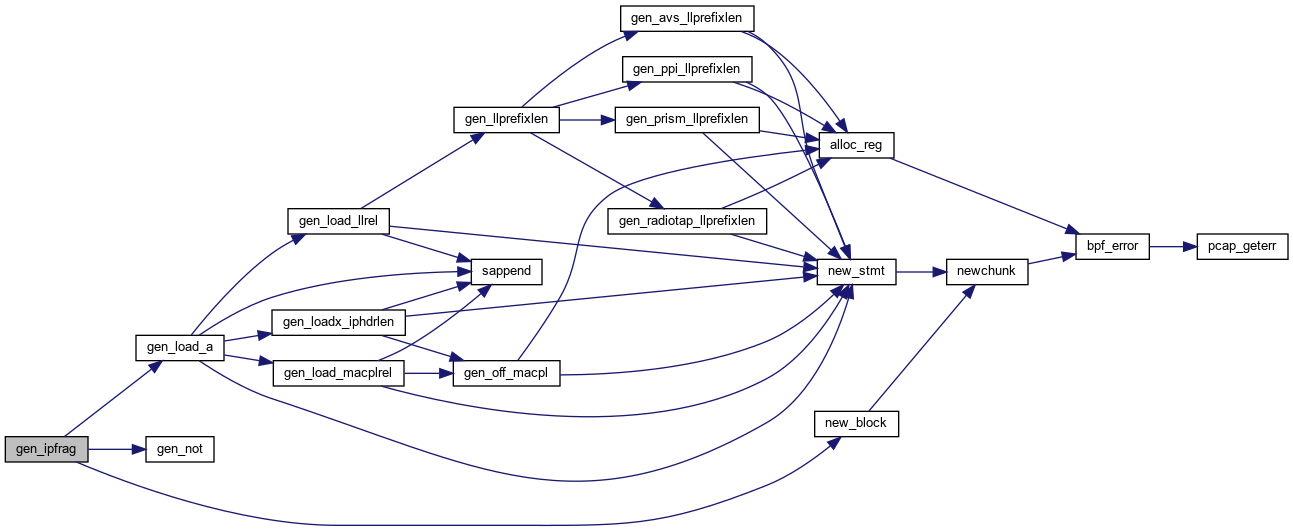 gen_avs_llprefixlen
gen_ppi_llprefixlen
gen_llprefixlen
gen_prism_llprefixlen
alloc_reg
gen_load_llrel
gen_radiotap_llprefixlen
bpf_error
pcap_geterr
sappend
new_stmt
newchunk
gen_loadx_iphdrlen
gen_load_a
gen_load_macplrel
gen_off_macpl
new_block
gen_ipfrag
gen_not